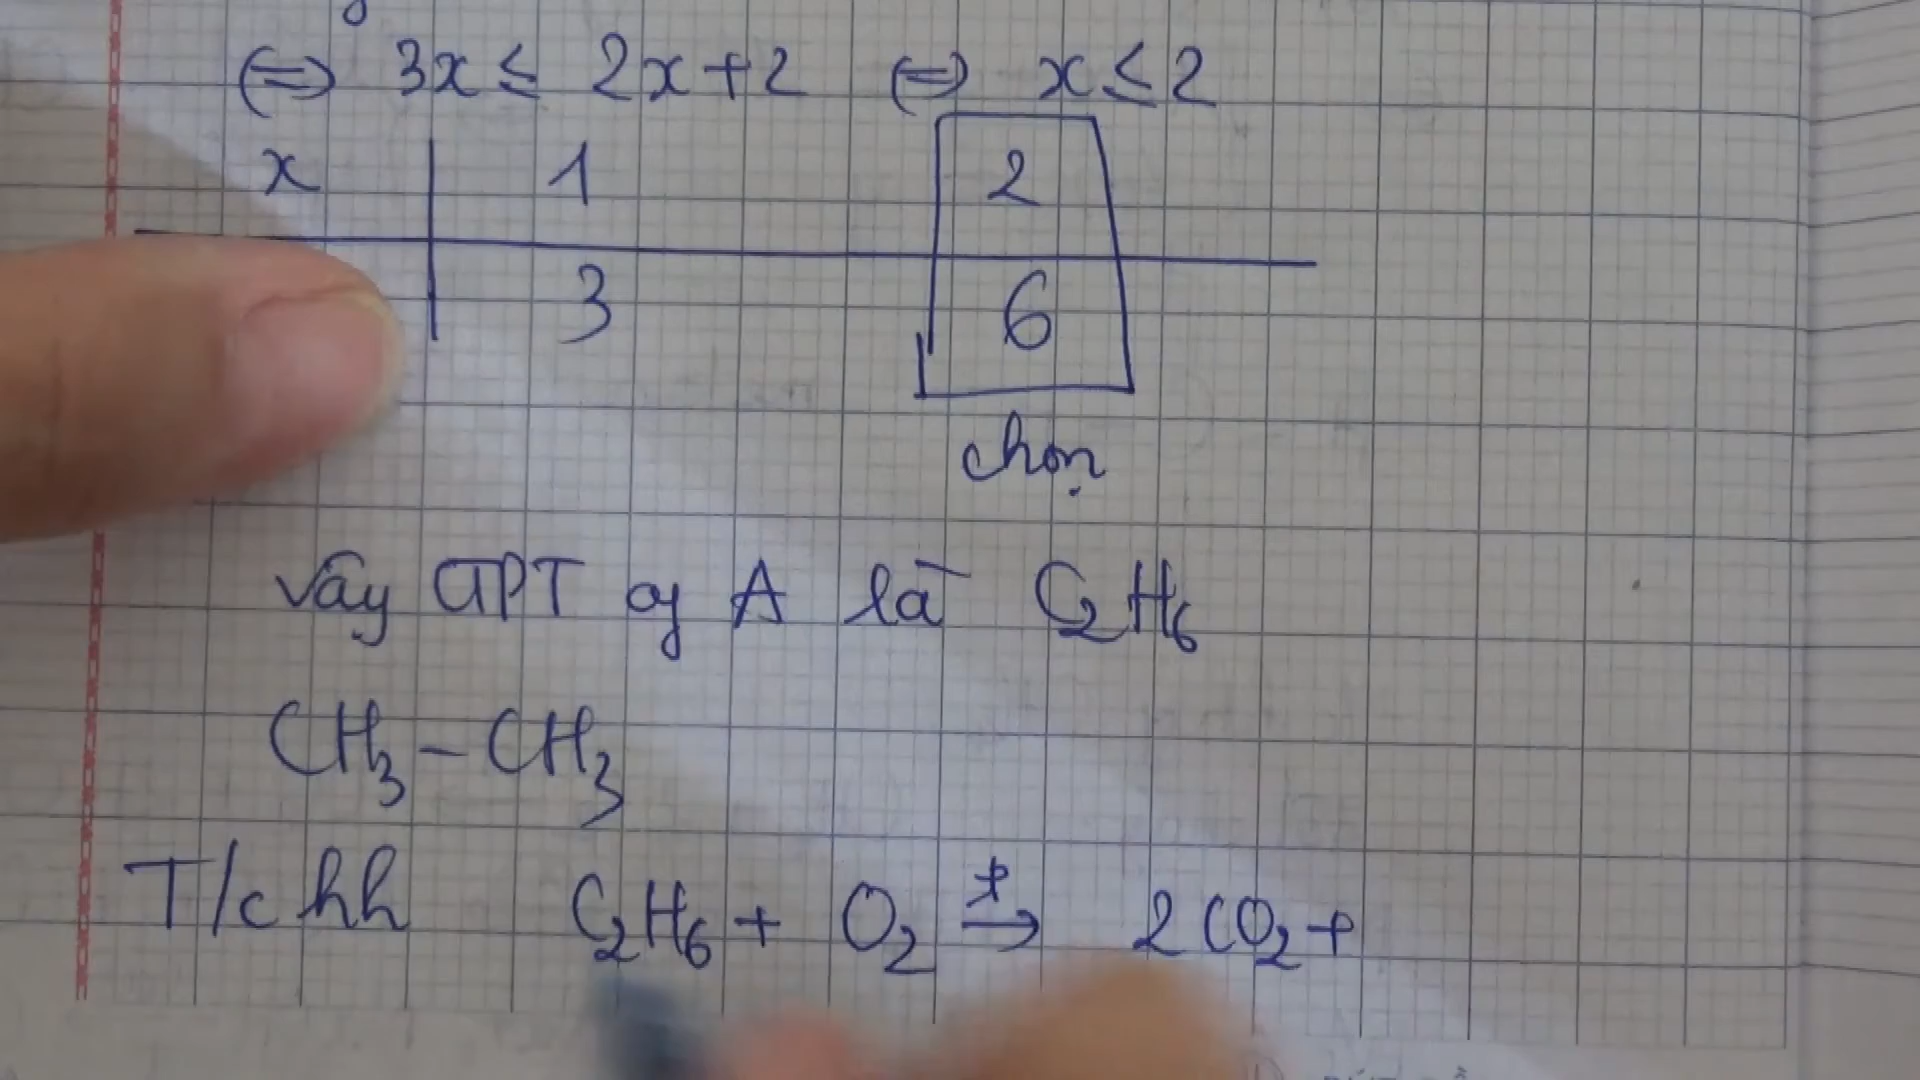 ⇔ 3x ≤ 2x + 2 ⇔ x ≤ 2
x 1 2
3 6
chọn
Vậy CTPT của A là C₂H₆
CH₃ – CH₃
T/c hh C₂H₆ + O₂ →(t°) 2CO₂ +